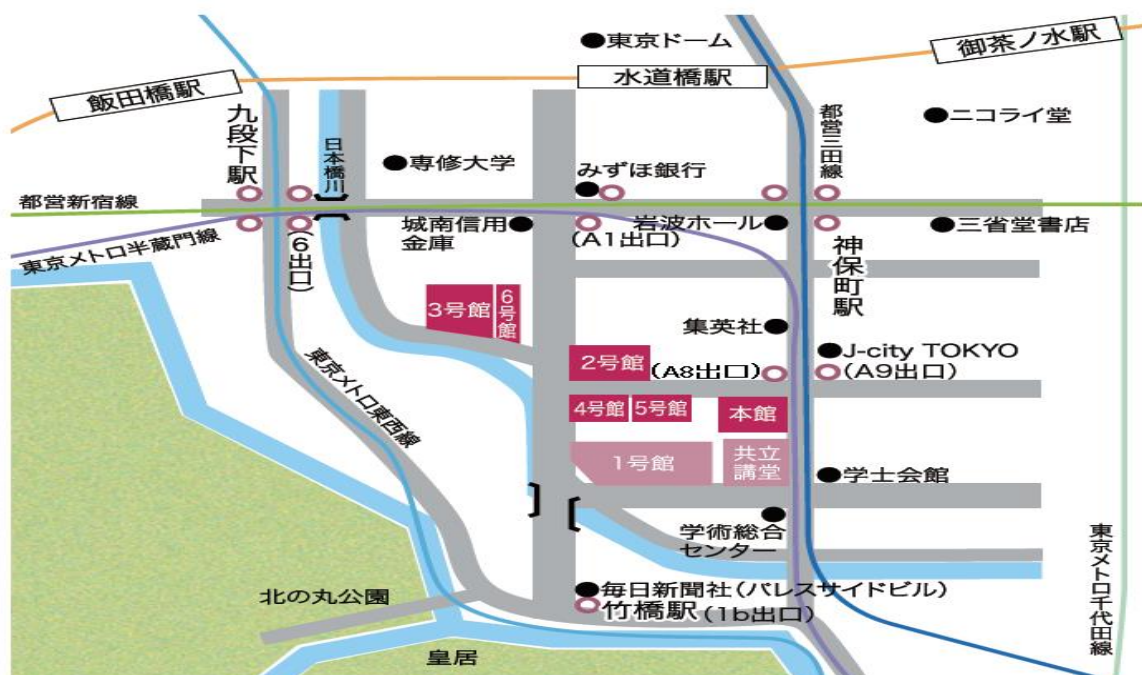 ●東京ドーム
御茶ノ水駅
水道橋駅
飯田橋駅
九段下駅
日本橋川
●専修大学
みずほ銀行
都営三田線
●ニコライ堂
都営新宿線
東京メトロ半蔵門線
(6出口)
城南信用●
金庫
(A1出口)
岩波ホール●
●三省堂書店
神保町駅
3号館
6号館
集英社●
2号館
(A8出口)
●J-city TOKYO
(A9出口)
東京メトロ東西線
4号館
5号館
本館
1号館
共立
講堂
●学士会館
学術総合
センター
東京メトロ千代田線
●毎日新聞社(パレスサイドビル)
竹橋駅(1b出口)
北の丸公園
皇居